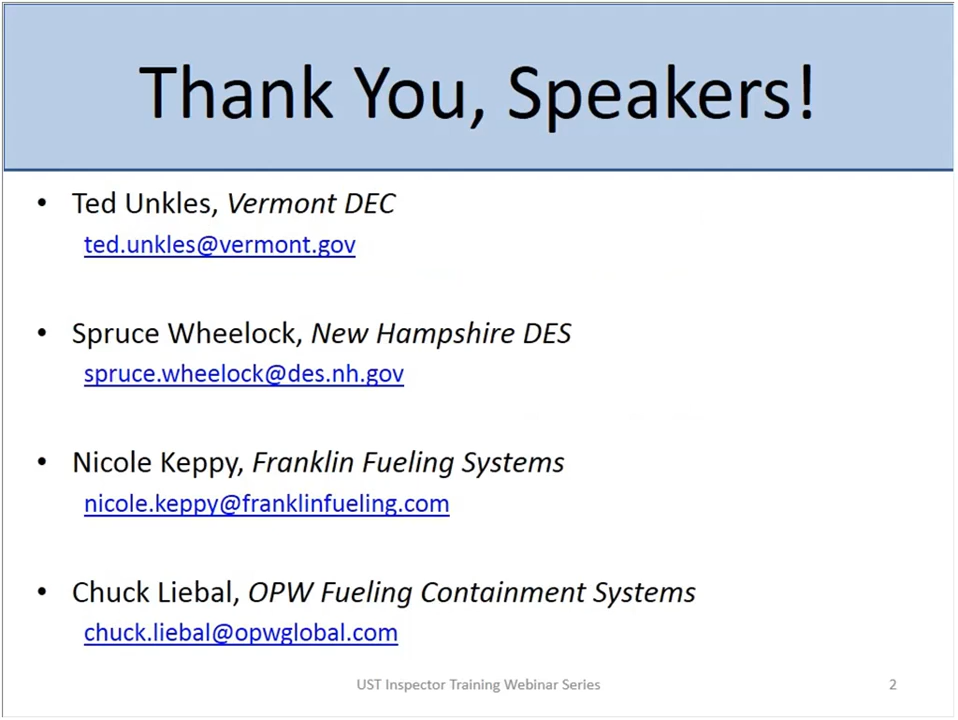 Thank You, Speakers!
• Ted Unkles, Vermont DEC
ted.unkles@vermont.gov
• Spruce Wheelock, New Hampshire DES
spruce.wheelock@des.nh.gov
• Nicole Keppy, Franklin Fueling Systems
nicole.keppy@franklinfueling.com
• Chuck Liebal, OPW Fueling Containment Systems
chuck.liebal@opwglobal.com
UST Inspector Training Webinar Series
2